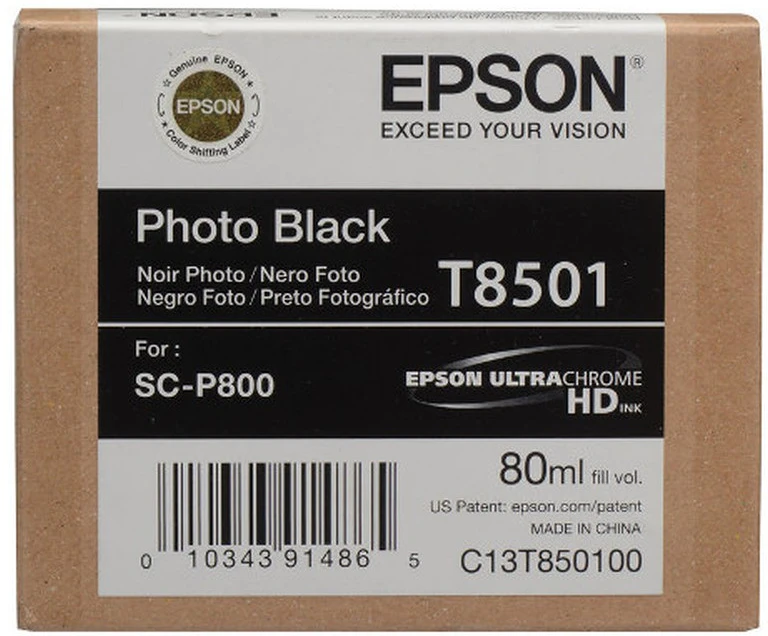 EPSON
Genuine EPSON
EPSON
Color Shifting Label
EPSON®
EXCEED YOUR VISION
Photo Black
Noir Photo / Nero Foto
Negro Foto / Preto Fotográfico
T8501
For :
SC-P800
EPSON ULTRACHROME
HD INK
80ml fill vol.
US Patent: epson.com/patent
MADE IN CHINA
0 10343 91486 5
C13T850100